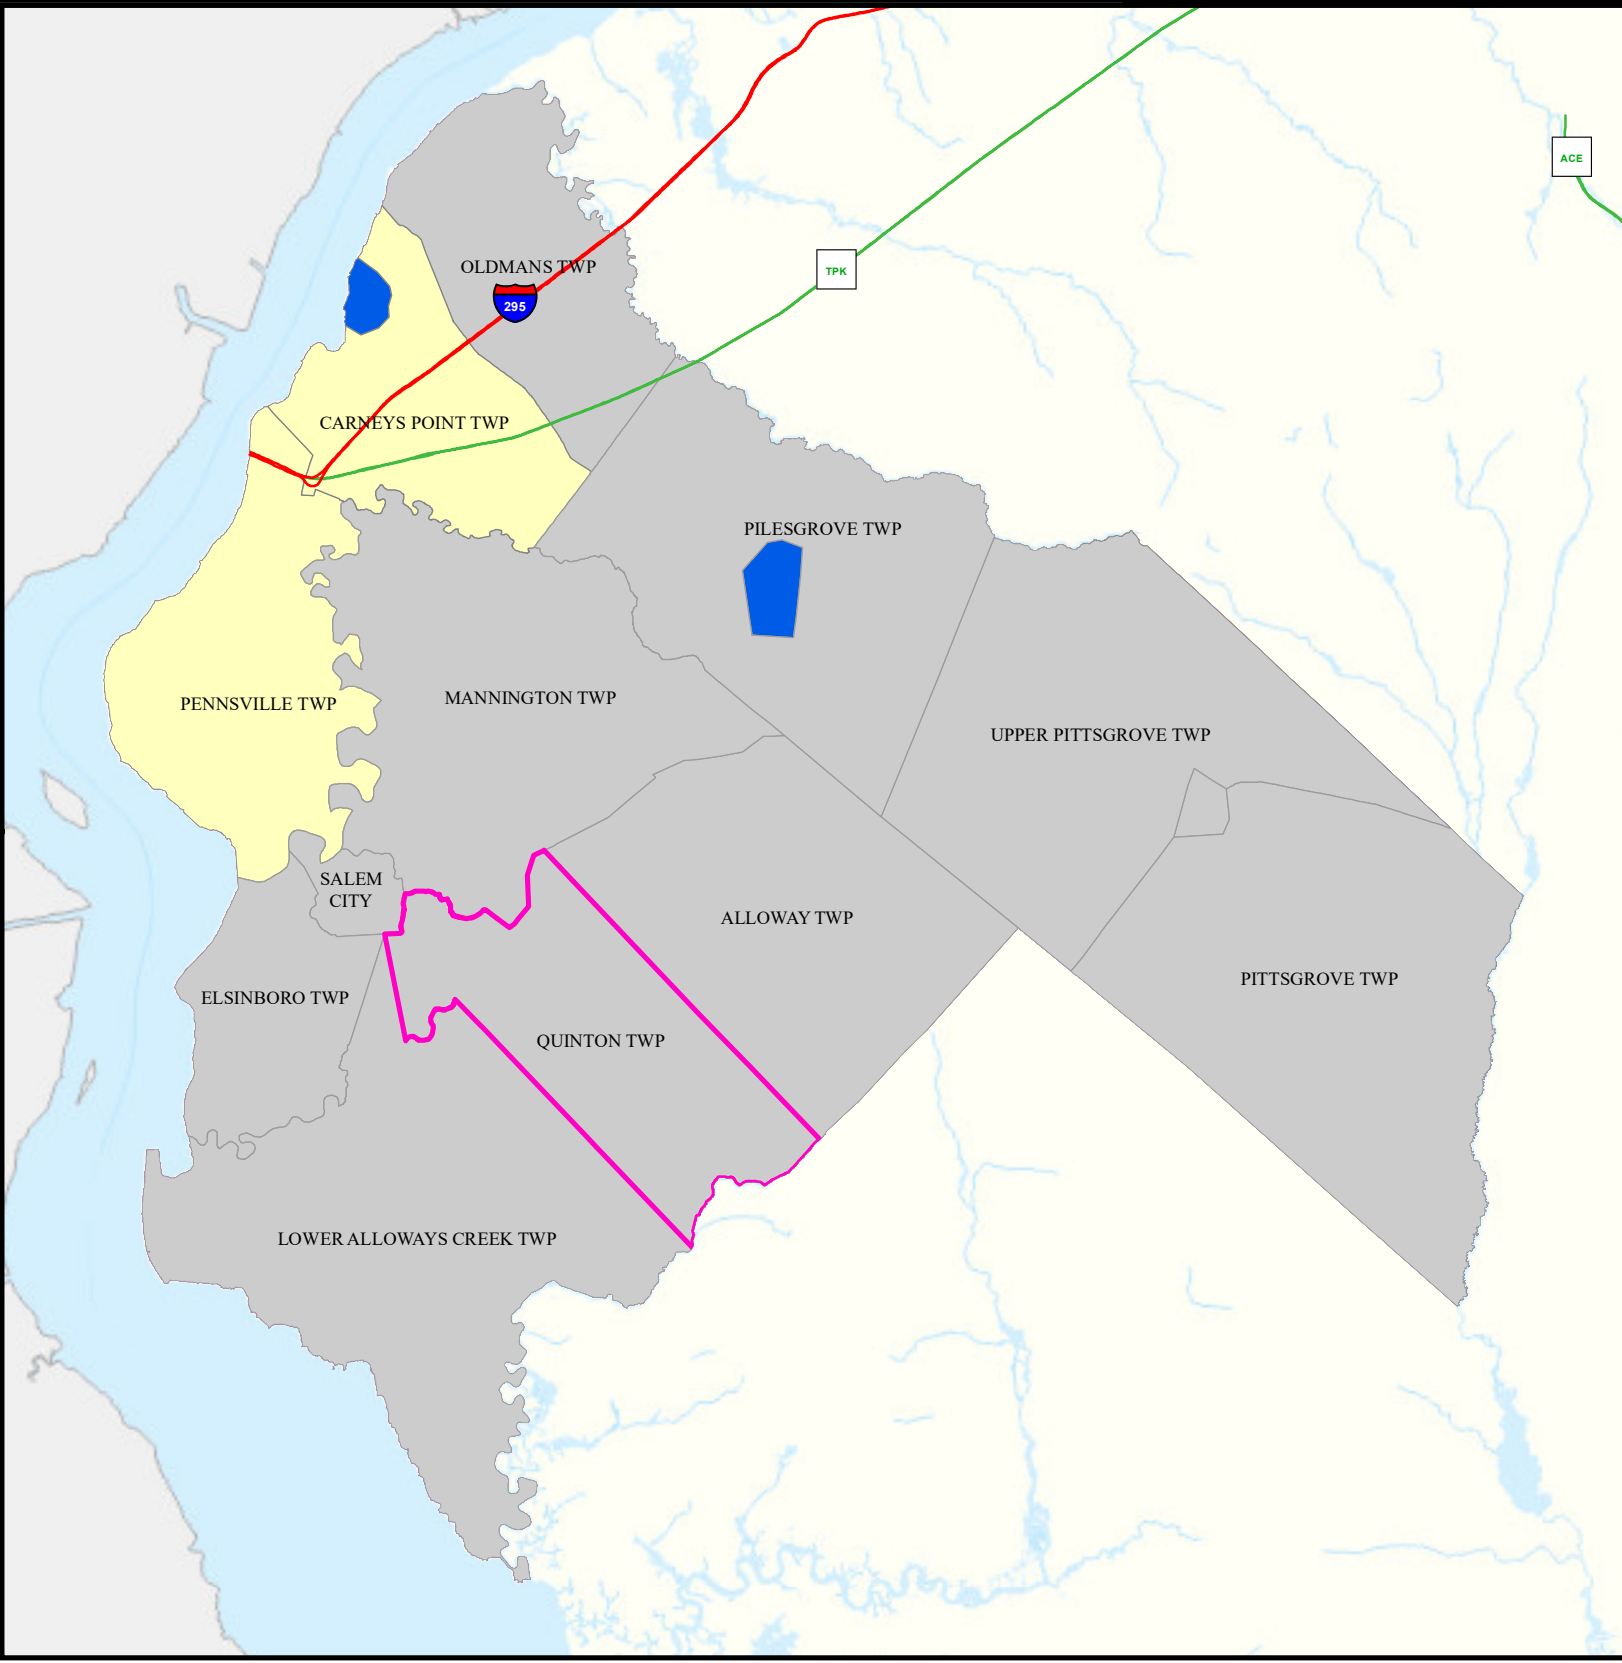 ACE
TPK
OLDMANS TWP
295
CARNEYS POINT TWP
PILESGROVE TWP
PENNSVILLE TWP
MANNINGTON TWP
UPPER PITTSGROVE TWP
SALEM
CITY
ALLOWAY TWP
PITTSGROVE TWP
ELSINBORO TWP
QUINTON TWP
LOWER ALLOWAYS CREEK TWP